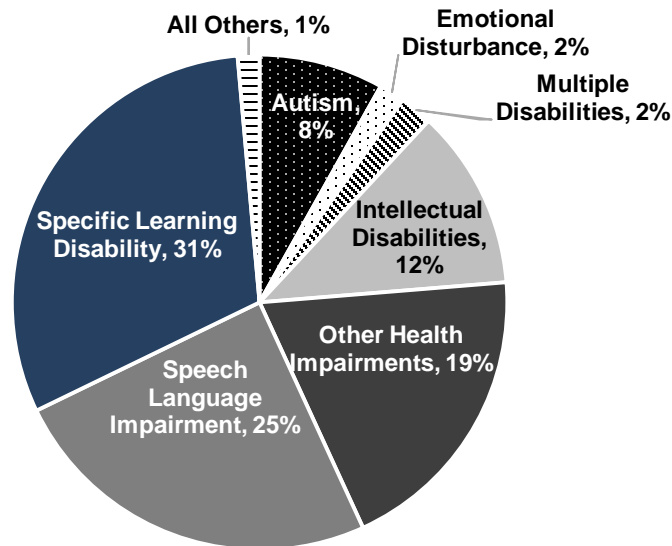 All Others, 1%
Emotional
Disturbance, 2%
Multiple
Disabilities, 2%
Autism,
8%
Intellectual
Disabilities,
12%
Other Health
Impairments, 19%
Speech
Language
Impairment, 25%
Specific Learning
Disability, 31%